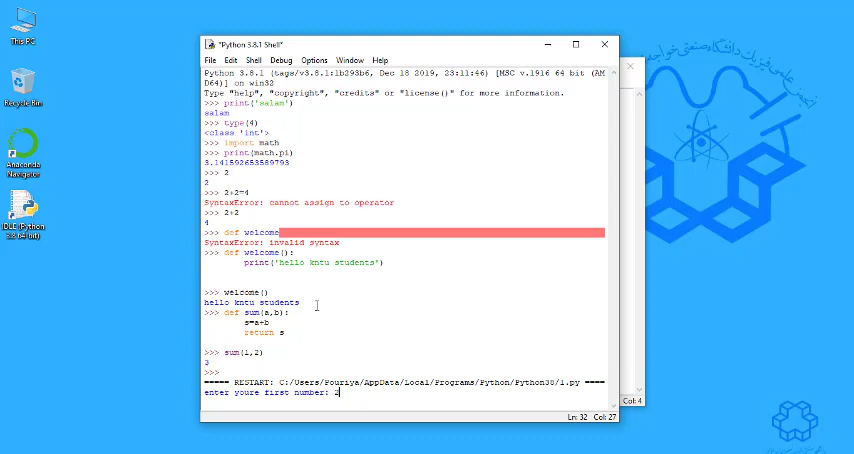 This PC
Recycle Bin
Anaconda Navigator
IDLE (Python 3.8 64-bit)
*Python 3.8.1 Shell*
File Edit Shell Debug Options Window Help
Python 3.8.1 (tags/v3.8.1:1b293b6, Dec 18 2019, 23:11:46) [MSC v.1916 64 bit (AM
D64)] on win32
Type "help", "copyright", "credits" or "license()" for more information.
>>> print('salam')
salam
>>> type(4)
<class 'int'>
>>> import math
>>> print(math.pi)
3.141592653589793
>>> 2
2
>>> 2+2=4
SyntaxError: cannot assign to operator
>>> 2+2
4
>>> def welcome
SyntaxError: invalid syntax
>>> def welcome():
print('hello kntu students')
>>> welcome()
hello kntu students
>>> def sum(a,b):
s=a+b
return s
>>> sum(1,2)
3
>>>
===== RESTART: C:/Users/Pouriya/AppData/Local/Programs/Python/Python38/1.py ====
enter youre first number: 2
Ln: 32 Col: 27
Col: 4